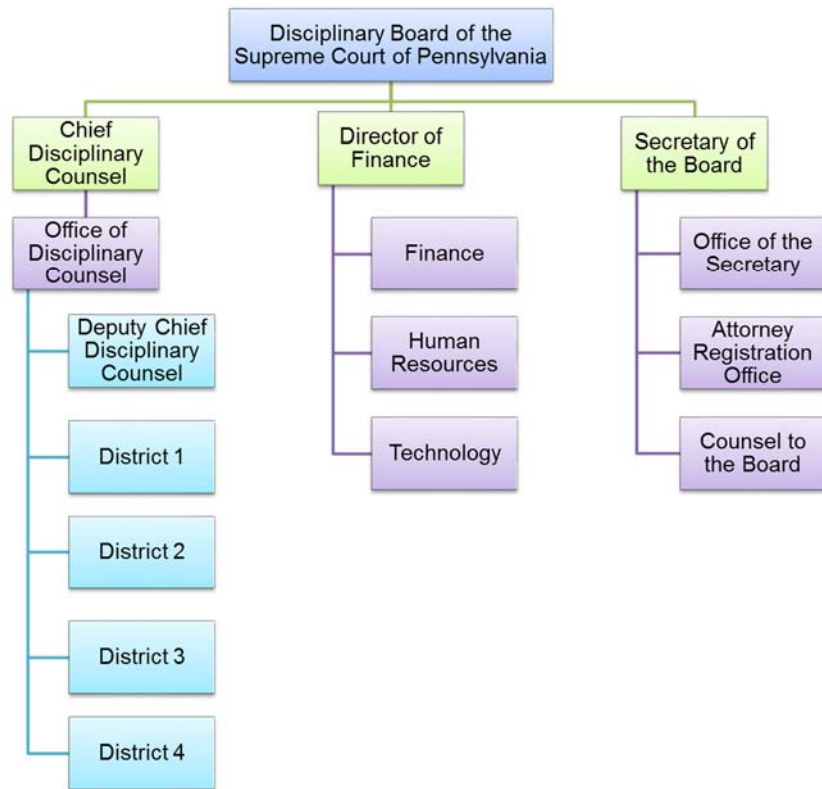 Disciplinary Board of the
Supreme Court of Pennsylvania
Chief
Disciplinary
Counsel
Office of
Disciplinary
Counsel
Deputy Chief
Disciplinary
Counsel
District 1
District 2
District 3
District 4
Director of
Finance
Finance
Human
Resources
Technology
Secretary of
the Board
Office of the
Secretary
Attorney
Registration
Office
Counsel to
the Board